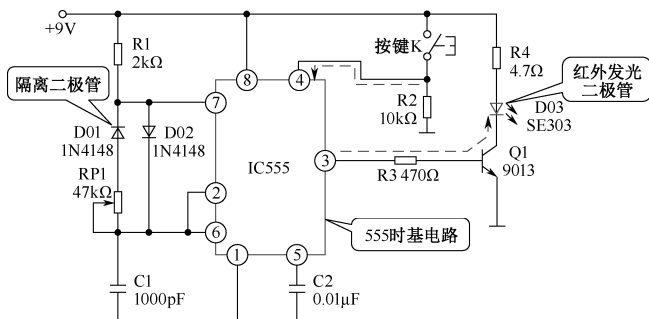 +9V
R1
2kΩ
隔离二极管
D01
1N4148
D02
1N4148
RP1
47kΩ
C1
1000pF
8
4
7
2
6
3
1
5
IC555
C2
0.01μF
按键K
R2
10kΩ
R3 470Ω
R4
4.7Ω
红外发光
二极管
D03
SE303
Q1
9013
555时基电路